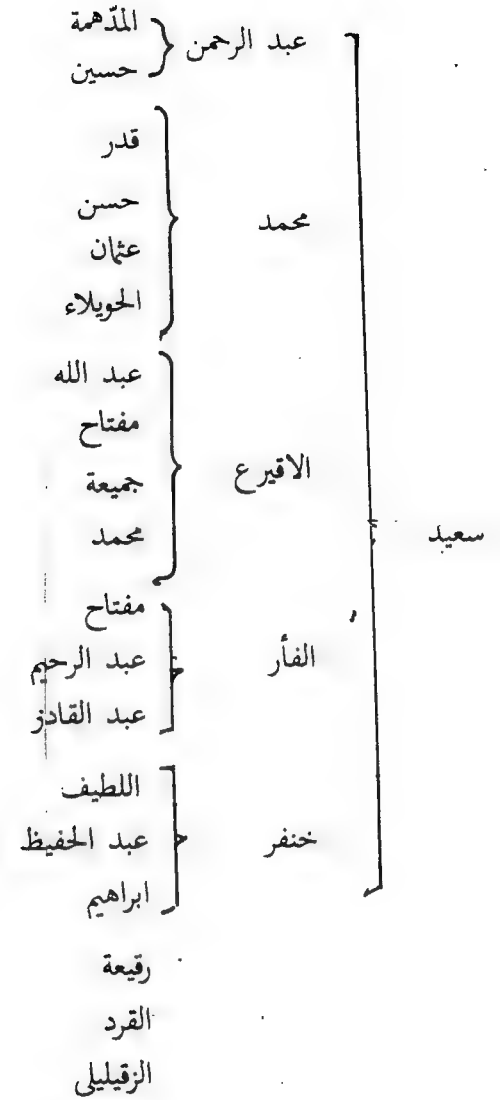 سعيد
عبد الرحمن
المدّهمة
حسين
محمد
قدر
حسن
عثمان
الحويلاء
الاقيرع
عبد الله
مفتاح
جميعة
محمد
الفأر
مفتاح
عبد الرحيم
عبد القادر
خنفر
اللطيف
عبد الحفيظ
ابراهيم
رقيعة
القرد
الزقيليلي